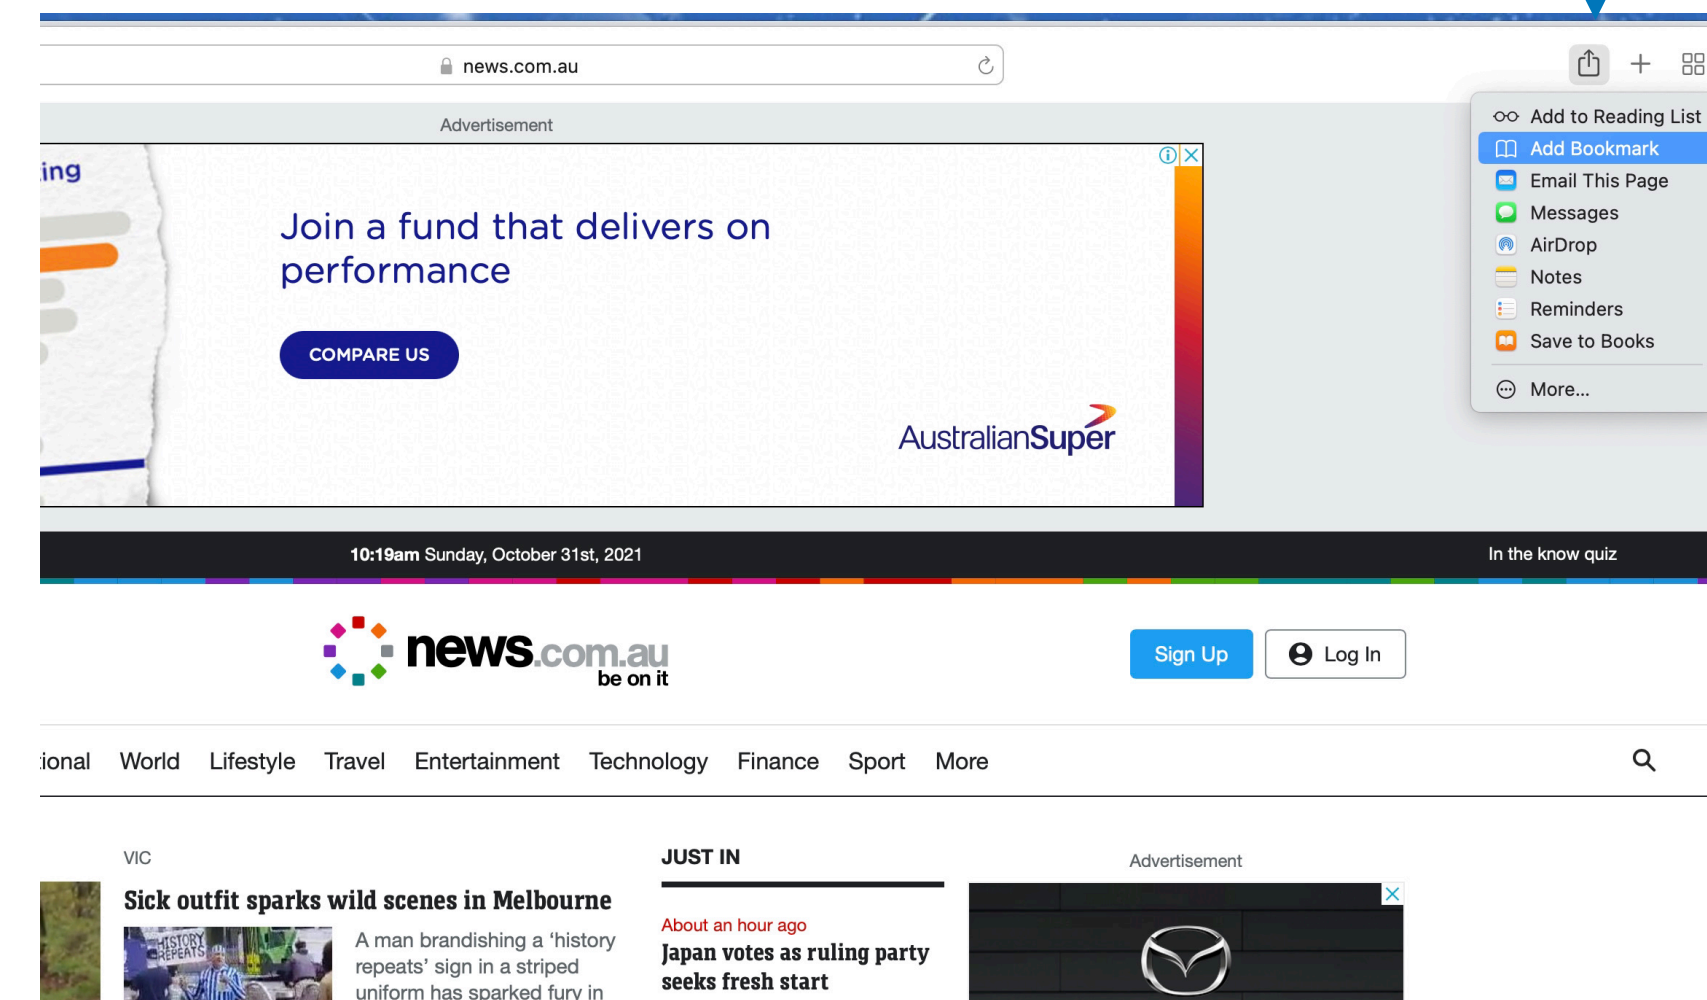 news.com.au
Add to Reading List
Add Bookmark
Email This Page
Messages
AirDrop
Notes
Reminders
Save to Books
More...
Advertisement
ing
Join a fund that delivers on
performance
COMPARE US
AustralianSuper
10:19am Sunday, October 31st, 2021
In the know quiz
news.com.au
be on it
Sign Up
Log In
ional World Lifestyle Travel Entertainment Technology Finance Sport More
VIC
Sick outfit sparks wild scenes in Melbourne
HISTORY
REPEATS
A man brandishing a ‘history
repeats’ sign in a striped
uniform has sparked fury in
JUST IN
About an hour ago
Japan votes as ruling party
seeks fresh start
Advertisement